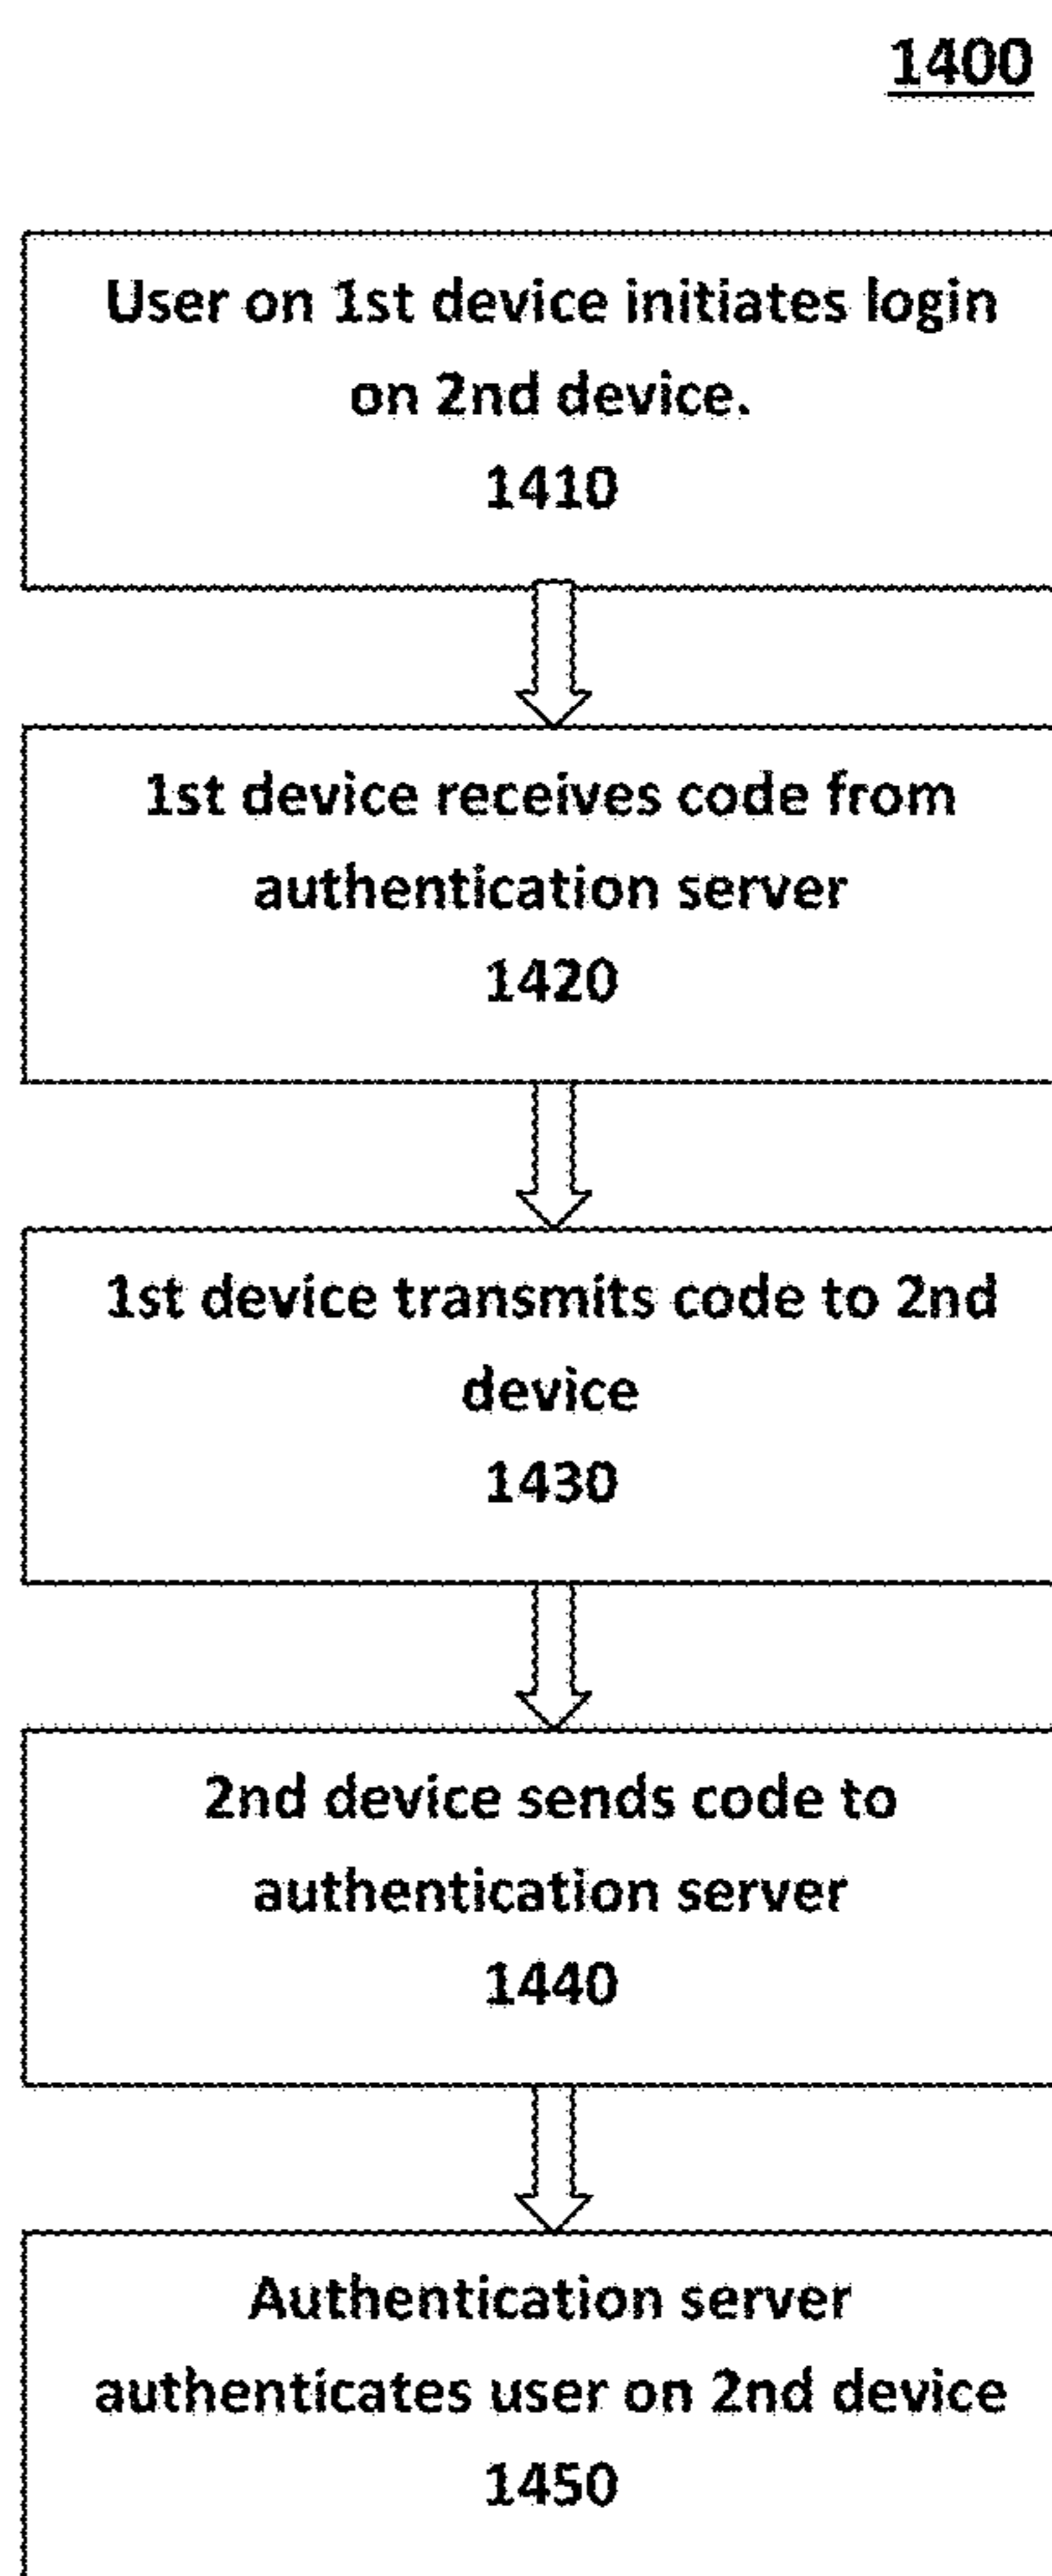 1400
User on 1st device initiates login
on 2nd device.
1410
1st device receives code from
authentication server
1420
1st device transmits code to 2nd
device
1430
2nd device sends code to
authentication server
1440
Authentication server
authenticates user on 2nd device
1450